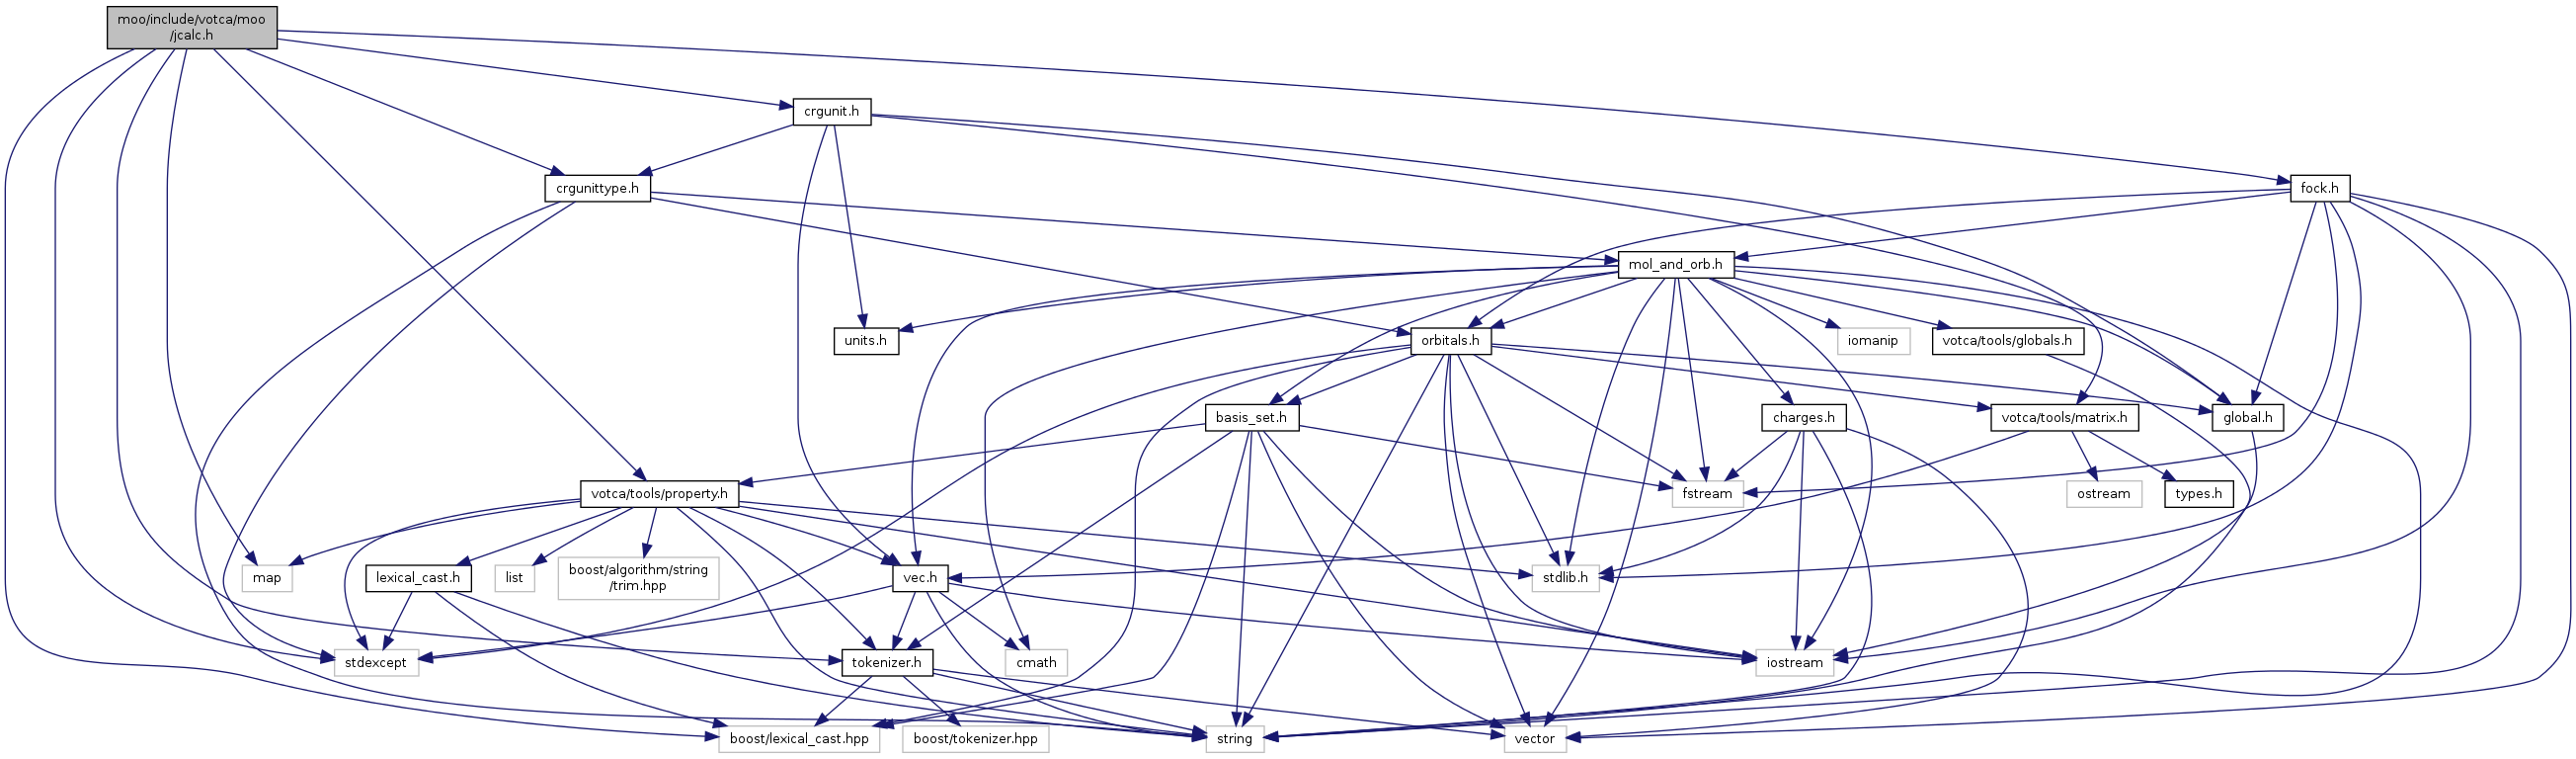 moo/include/votca/moo
/jcalc.h
crgunit.h
crgunittype.h
fock.h
mol_and_orb.h
units.h
orbitals.h
iomanip
votca/tools/globals.h
basis_set.h
charges.h
votca/tools/matrix.h
global.h
votca/tools/property.h
fstream
ostream
types.h
map
lexical_cast.h
list
boost/algorithm/string
/trim.hpp
vec.h
stdlib.h
stdexcept
tokenizer.h
cmath
iostream
boost/lexical_cast.hpp
boost/tokenizer.hpp
string
vector